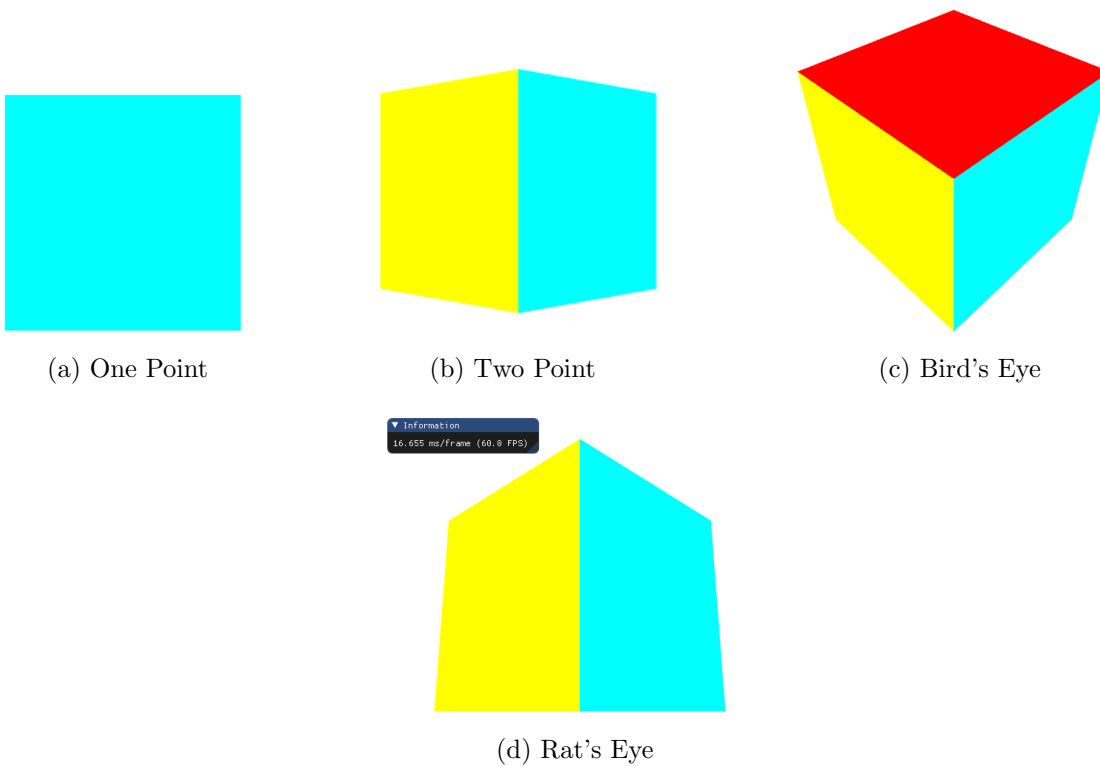 (a) One Point
(b) Two Point
(c) Bird's Eye
▼ Information
16.655 ms/frame (60.0 FPS)
(d) Rat's Eye